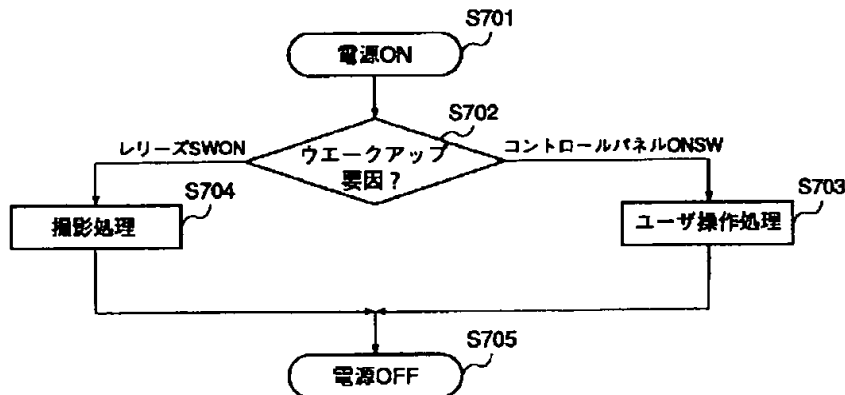 S701
電源ON
S702
ウエークアップ
要因?
レリーズSWON
コントロールパネルONSW
S704
撮影処理
S703
ユーザ操作処理
S705
電源OFF